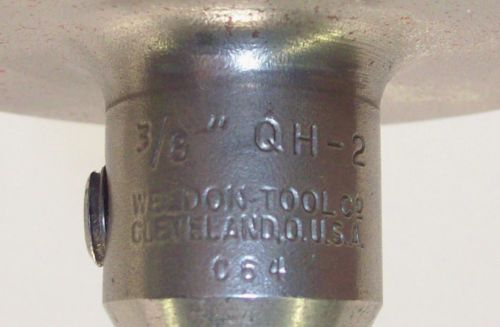 3/8" QH-2
WELDON TOOL CO
CLEVELAND, O. U.S.A.
C64